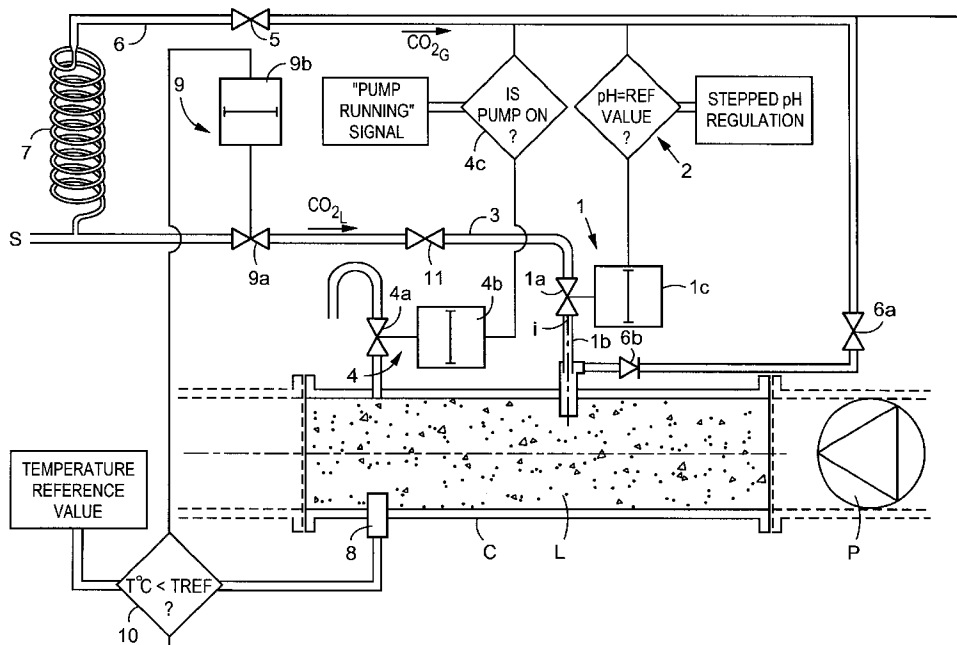 6
5
CO2G
9
9b
"PUMP
RUNNING"
SIGNAL
IS
PUMP ON
?
4c
pH=REF
VALUE
?
2
STEPPED pH
REGULATION
7
S
9a
CO2L
3
11
1
1a
1c
4a
4b
4
i
1b
6b
6a
TEMPERATURE
REFERENCE
VALUE
8
C
L
P
T°C < TREF
?
10